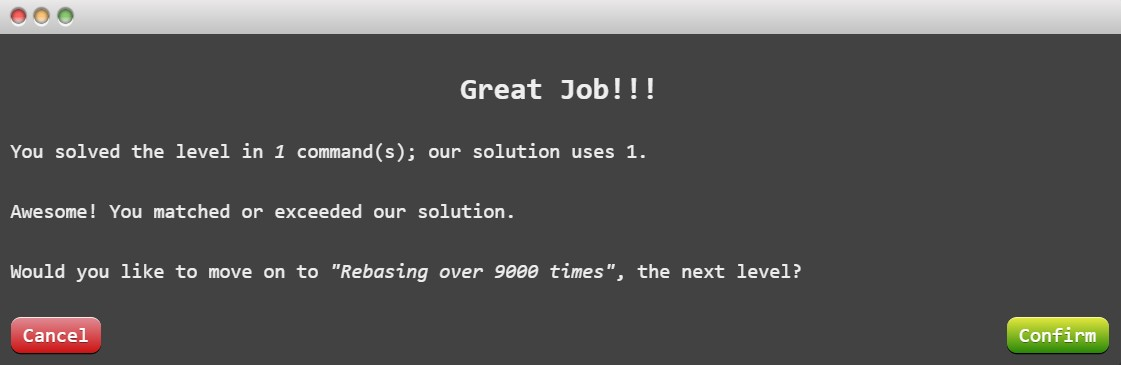 Great Job!!!
You solved the level in 1 command(s); our solution uses 1.
Awesome! You matched or exceeded our solution.
Would you like to move on to "Rebasing over 9000 times", the next level?
Cancel
Confirm